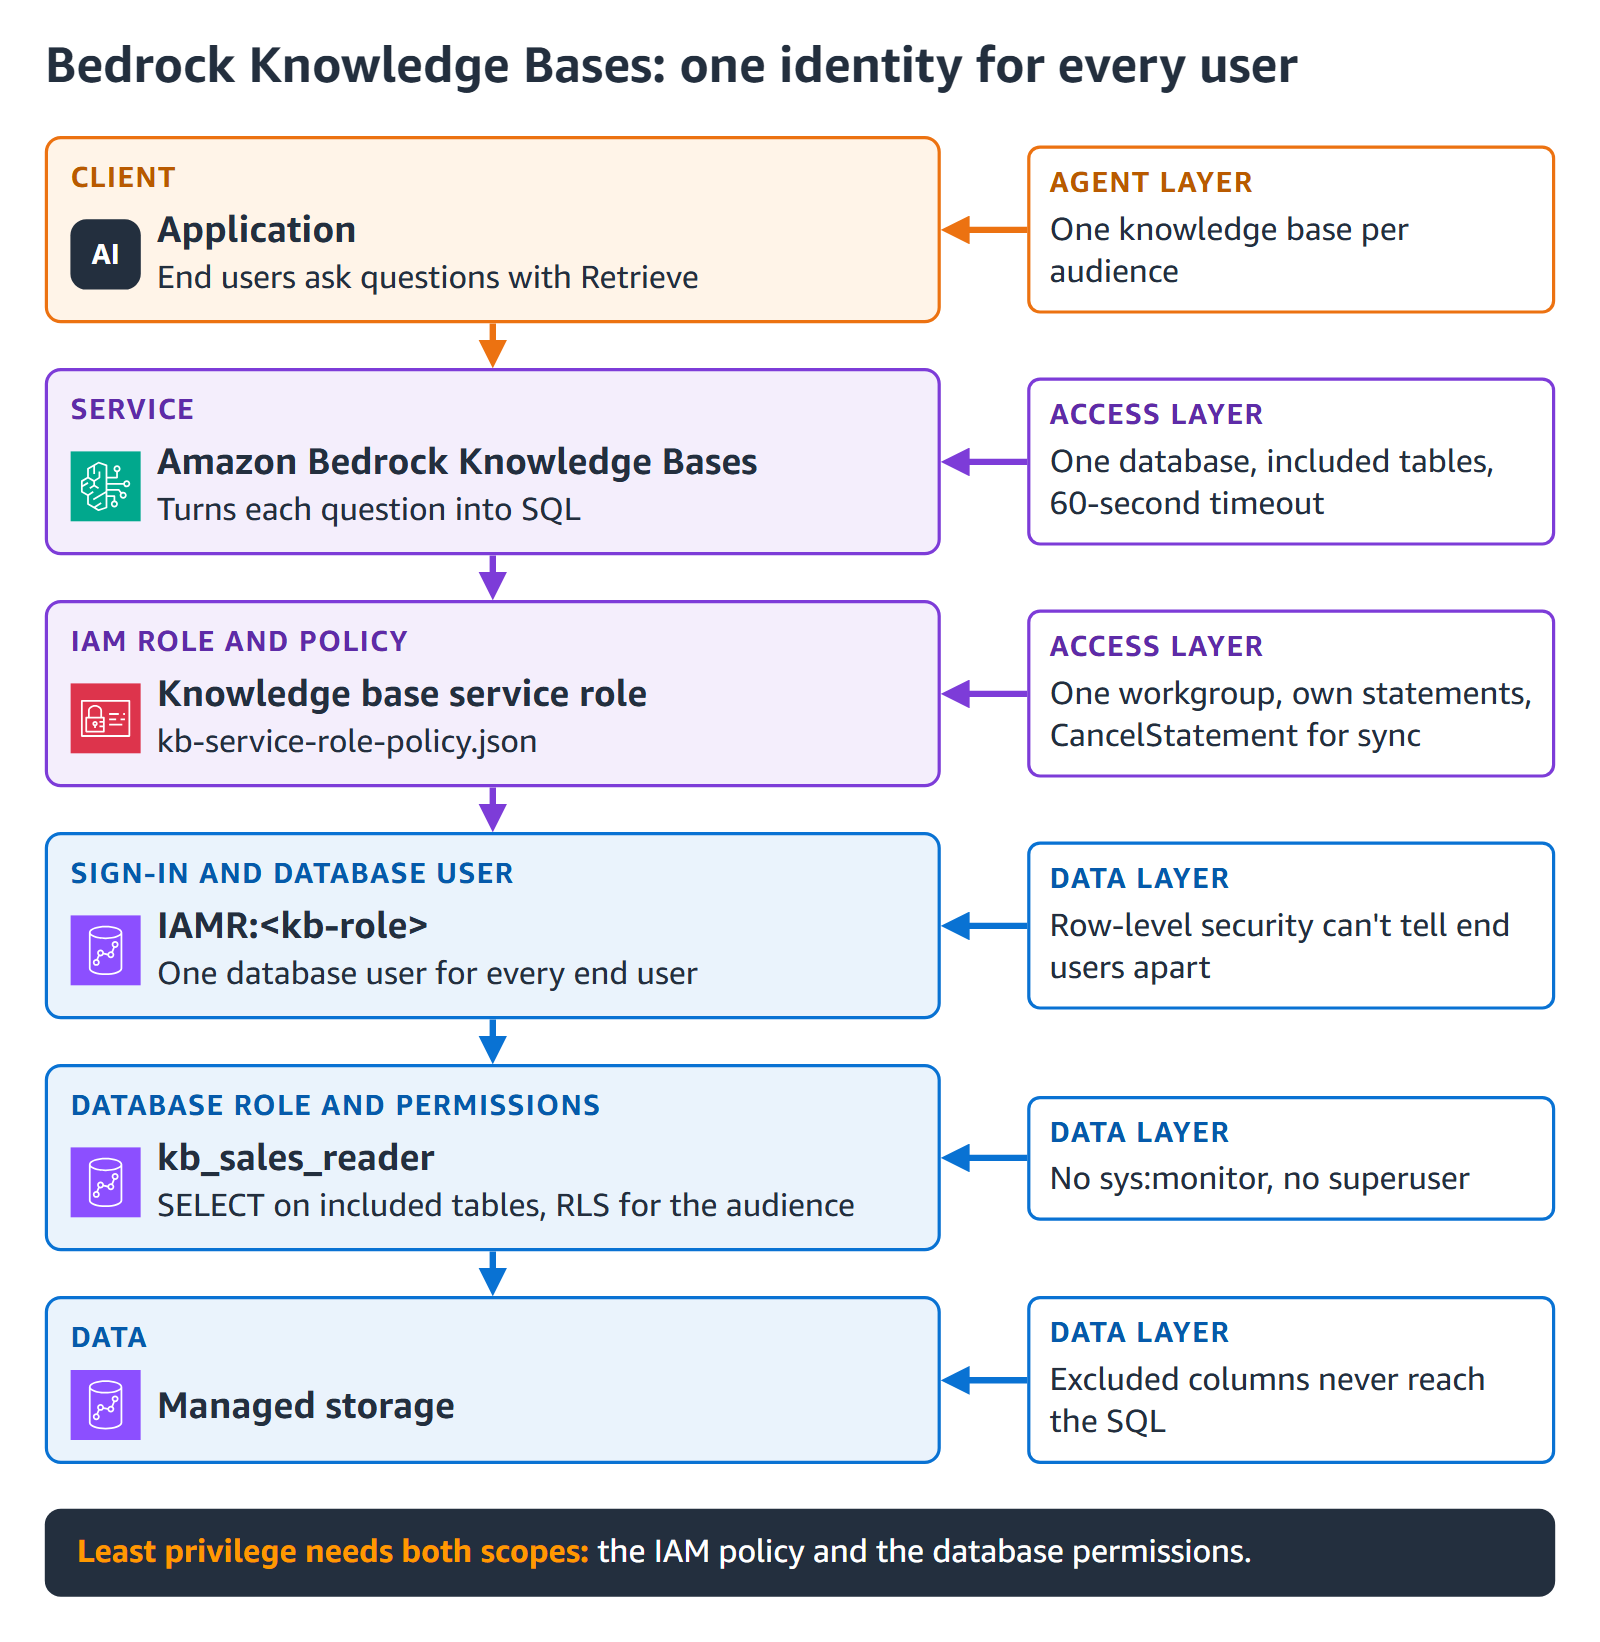 Bedrock Knowledge Bases: one identity for every user
CLIENT
AI
Application
End users ask questions with Retrieve
AGENT LAYER
One knowledge base per
audience
SERVICE
Amazon Bedrock Knowledge Bases
Turns each question into SQL
ACCESS LAYER
One database, included tables,
60-second timeout
IAM ROLE AND POLICY
Knowledge base service role
kb-service-role-policy.json
ACCESS LAYER
One workgroup, own statements,
CancelStatement for sync
SIGN-IN AND DATABASE USER
IAMR:<kb-role>
One database user for every end user
DATA LAYER
Row-level security can't tell end
users apart
DATABASE ROLE AND PERMISSIONS
kb_sales_reader
SELECT on included tables, RLS for the audience
DATA LAYER
No sys:monitor, no superuser
DATA
Managed storage
DATA LAYER
Excluded columns never reach
the SQL
Least privilege needs both scopes: the IAM policy and the database permissions.